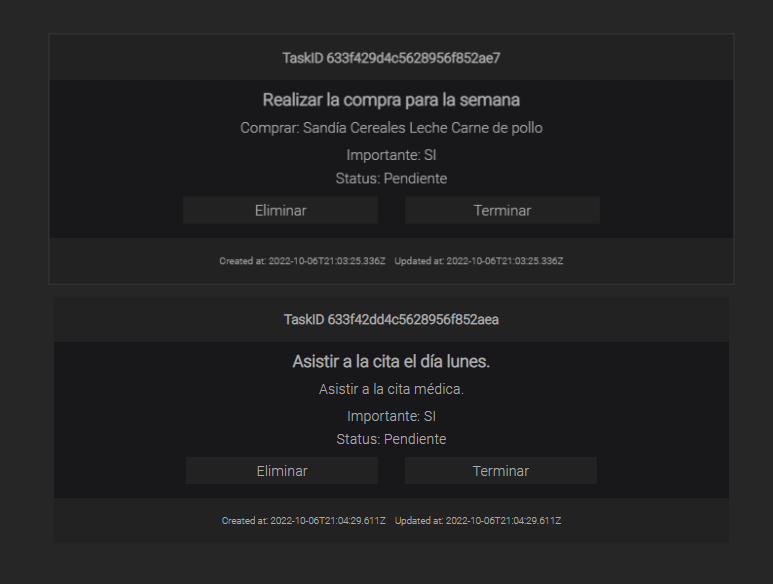 TaskID 633f429d4c5628956f852ae7
Realizar la compra para la semana
Comprar: Sandía Cereales Leche Carne de pollo
Importante: SI
Status: Pendiente
Eliminar Terminar
Created at: 2022-10-06T21:03:25.336Z Updated at: 2022-10-06T21:03:25.336Z
TaskID 633f42dd4c5628956f852aea
Asistir a la cita el día lunes.
Asistir a la cita médica.
Importante: SI
Status: Pendiente
Eliminar Terminar
Created at: 2022-10-06T21:04:29.611Z Updated at: 2022-10-06T21:04:29.611Z